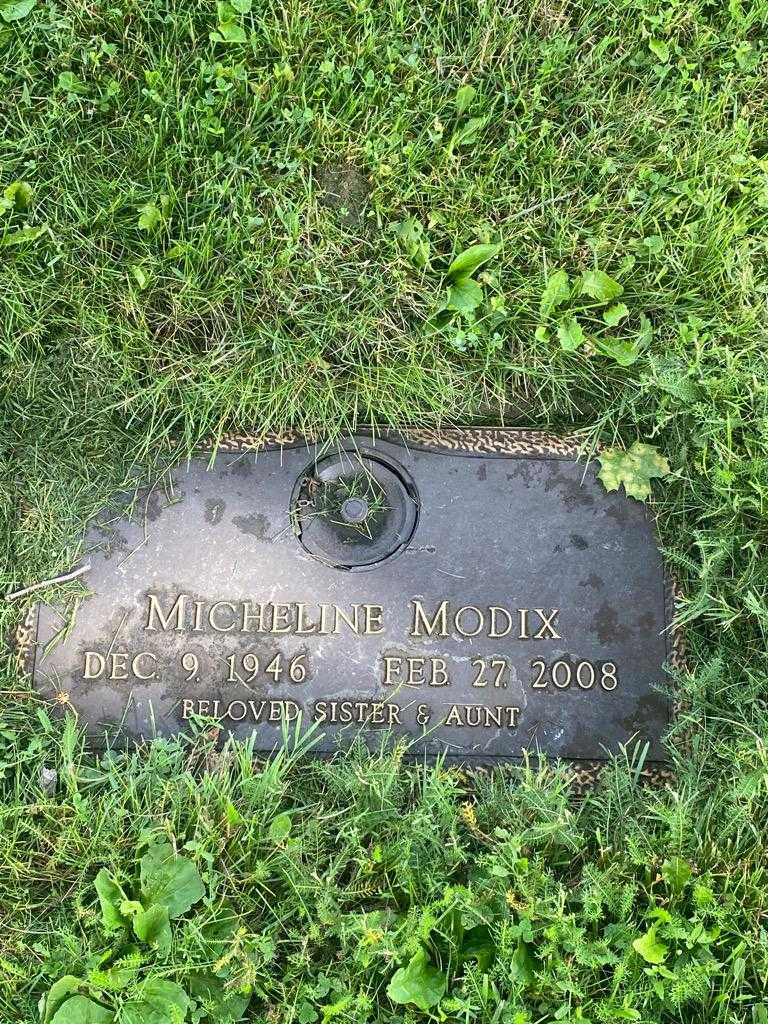 MICHELINE MODIX
DEC. 9, 1946 FEB. 27, 2008
BELOVED SISTER & AUNT